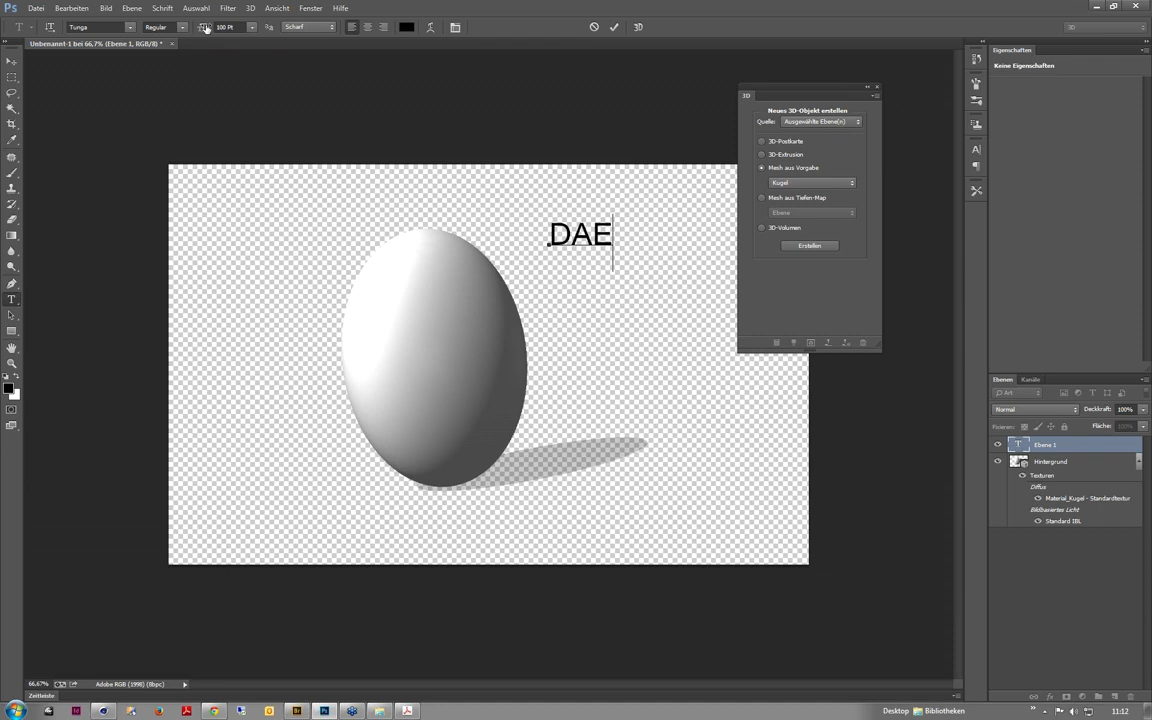 Ps Datei Bearbeiten Bild Ebene Schrift Auswahl Filter 3D Ansicht Fenster Hilfe
T Tunga Regular 100 Pt Scharf 3D
Unbenannt-1 bei 66,7% (Ebene 1, RGB/8) *
Eigenschaften
Keine Eigenschaften
3D
Neues 3D-Objekt erstellen
Quelle: Ausgewählte Ebene(n)
3D-Postkarte
3D-Extrusion
Mesh aus Vorgabe
Kugel
Mesh aus Tiefen-Map
Ebene
3D-Volumen
Erstellen
DAE
Ebenen Kanäle
Art
Normal Deckkraft: 100%
Fixieren: Fläche: 100%
T Ebene 1
Hintergrund
Texturen
Diffus
Material_Kugel - Standardtextur
Bildbasiertes Licht
Standard IBL
66,67% Adobe RGB (1998) (8bpc)
Zeitleiste
Desktop Bibliotheken 11:12